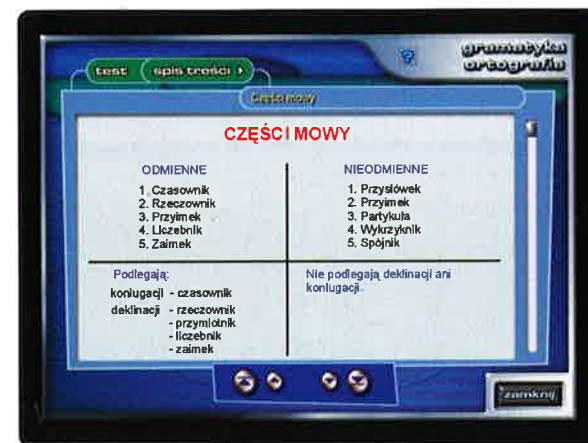 gramatyka
ortografia
?
test
spis treści
Części mowy
CZĘŚCI MOWY
ODMIENNE
1. Czasownik
2. Rzeczownik
3. Przyimek
4. Liczebnik
5. Zaimek
NIEODMIENNE
1. Przysłówek
2. Przyimek
3. Partykuła
4. Wykrzyknik
5. Spójnik
Podlegają:
koniugacji - czasownik
deklinacji - rzeczownik
- przymiotnik
- liczebnik
- zaimek
Nie podlegają deklinacji ani
koniugacji.
zamknij